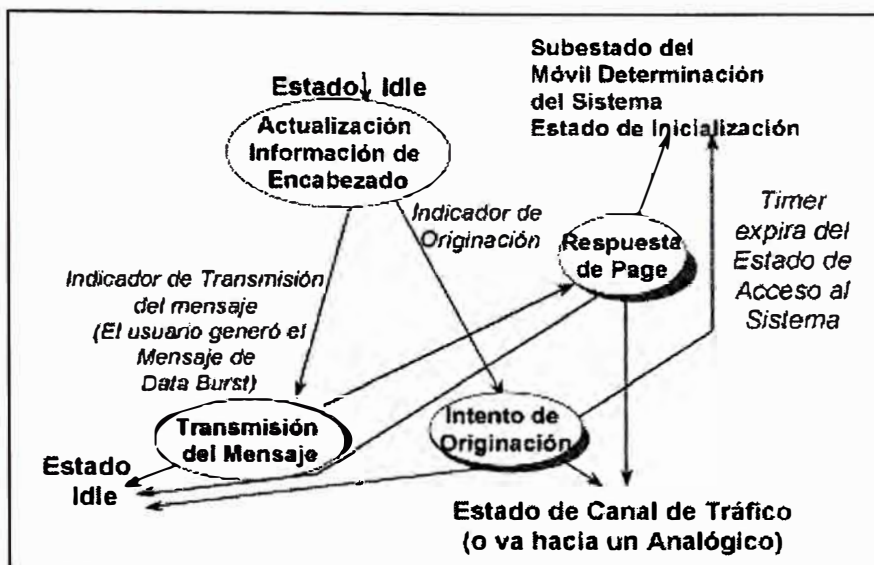 Subestado del
Móvil Determinación
del Sistema
Estado de Inicialización
Estado Idle
Actualización
Información de
Encabezado
Indicador de
Originación
Respuesta
de Page
Timer
expira del
Estado de
Acceso al
Sistema
Indicador de Transmisión
del mensaje
(El usuario generó el
Mensaje de
Data Burst)
Transmisión
del Mensaje
Intento de
Originación
Estado
Idle
Estado de Canal de Tráfico
(o va hacia un Analógico)